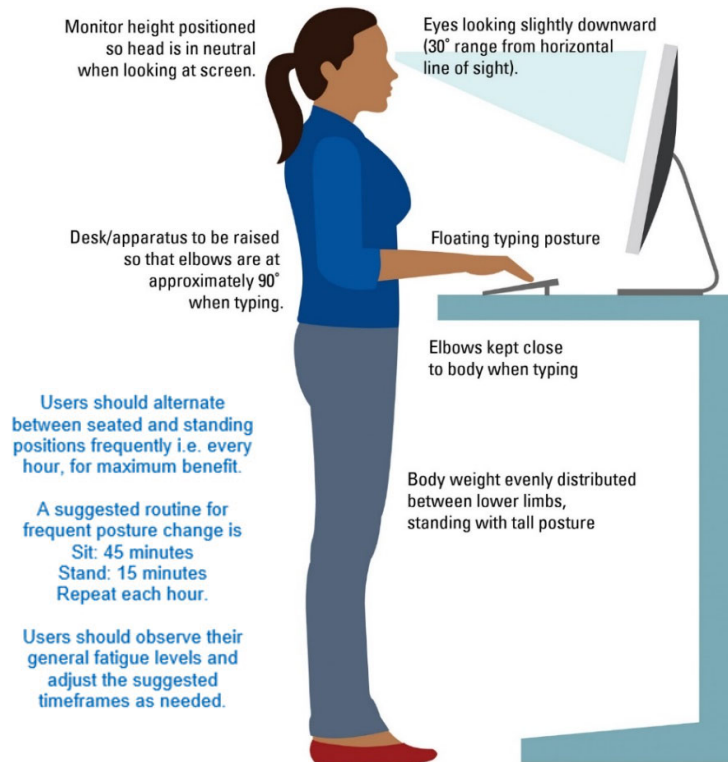 Monitor height positioned
so head is in neutral
when looking at screen.
Eyes looking slightly downward
(30˚ range from horizontal
line of sight).
Desk/apparatus to be raised
so that elbows are at
approximately 90˚
when typing.
Floating typing posture
Elbows kept close
to body when typing
Users should alternate
between seated and standing
positions frequently i.e. every
hour, for maximum benefit.
A suggested routine for
frequent posture change is
Sit: 45 minutes
Stand: 15 minutes
Repeat each hour.
Users should observe their
general fatigue levels and
adjust the suggested
timeframes as needed.
Body weight evenly distributed
between lower limbs,
standing with tall posture